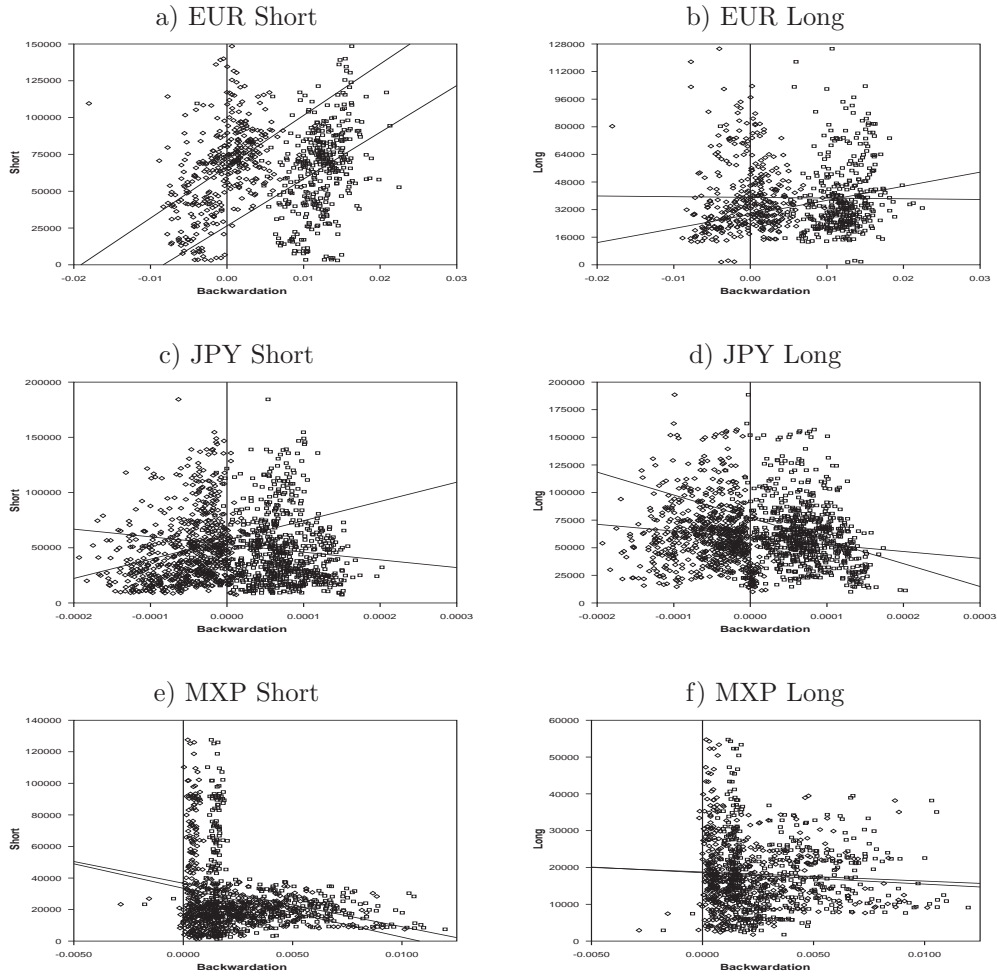 a) EUR Short
b) EUR Long
150000
125000
100000
75000
50000
25000
0
Short
-0.02 -0.01 0.00 0.01 0.02 0.03
Backwardation
128000
112000
96000
80000
64000
48000
32000
16000
0
Long
-0.02 -0.01 0.00 0.01 0.02 0.03
Backwardation
c) JPY Short
d) JPY Long
200000
150000
100000
50000
0
Short
-0.0002 -0.0001 0.0000 0.0001 0.0002 0.0003
Backwardation
200000
175000
150000
125000
100000
75000
50000
25000
0
Long
-0.0002 -0.0001 0.0000 0.0001 0.0002 0.0003
Backwardation
e) MXP Short
f) MXP Long
140000
120000
100000
80000
60000
40000
20000
0
Short
-0.0050 0.0000 0.0050 0.0100
Backwardation
60000
50000
40000
30000
20000
10000
0
Long
-0.0050 0.0000 0.0050 0.0100
Backwardation